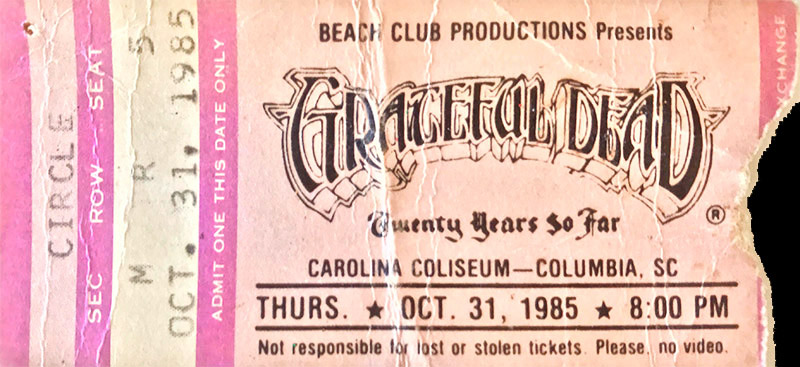 BEACH CLUB PRODUCTIONS Presents
GRATEFUL DEAD
®
Twenty Years So Far
CAROLINA COLISEUM—COLUMBIA, SC
THURS. ★ OCT. 31, 1985 ★ 8:00 PM
Not responsible for lost or stolen tickets. Please, no video.
CIRCLE
SEC ROW SEAT
M R 5
OCT. 31, 1985
ADMIT ONE THIS DATE ONLY